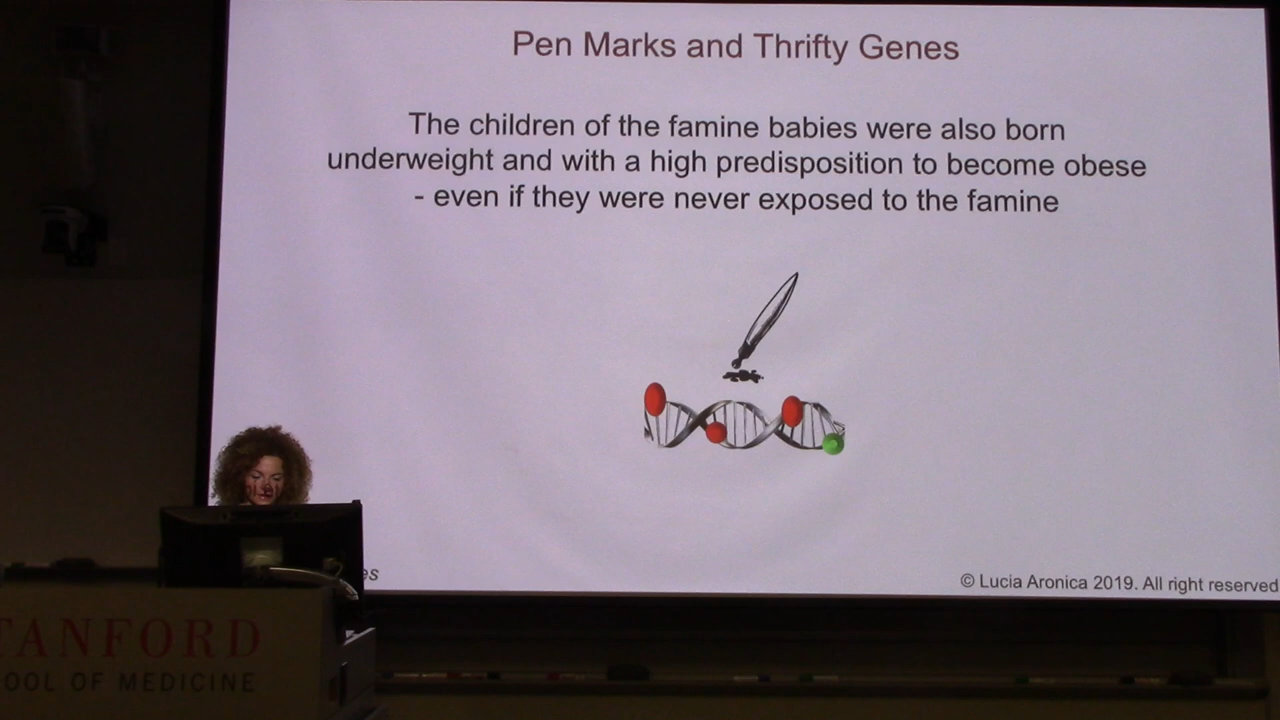 Pen Marks and Thrifty Genes
The children of the famine babies were also born
underweight and with a high predisposition to become obese
- even if they were never exposed to the famine
es
© Lucia Aronica 2019. All right reserved
TANFORD
OOL OF MEDICINE